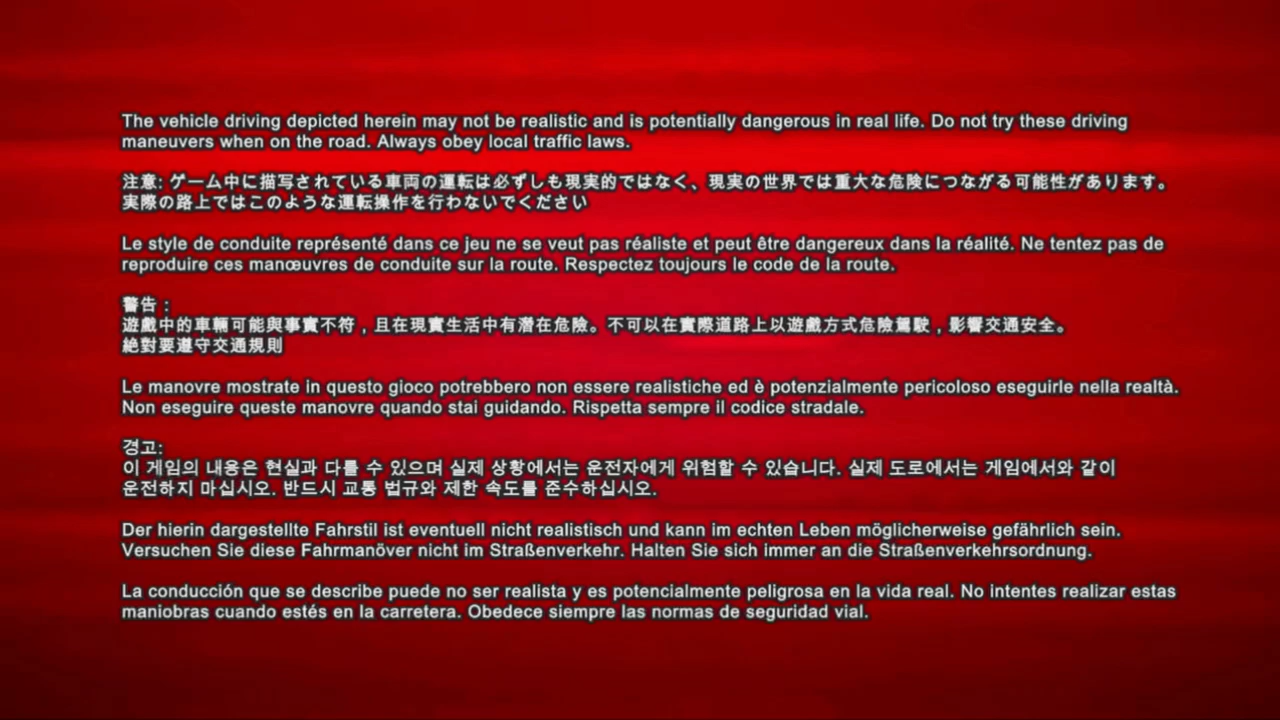 The vehicle driving depicted herein may not be realistic and is potentially dangerous in real life. Do not try these driving
maneuvers when on the road. Always obey local traffic laws.
注意: ゲーム中に描写されている車両の運転は必ずしも現実的ではなく、現実の世界では重大な危険につながる可能性があります。
実際の路上ではこのような運転操作を行わないでください
Le style de conduite représenté dans ce jeu ne se veut pas réaliste et peut être dangereux dans la réalité. Ne tentez pas de
reproduire ces manœuvres de conduite sur la route. Respectez toujours le code de la route.
警告：
遊戲中的車輛可能與事實不符，且在現實生活中有潛在危險。不可以在實際道路上以遊戲方式危險駕駛，影響交通安全。
絕對要遵守交通規則
Le manovre mostrate in questo gioco potrebbero non essere realistiche ed è potenzialmente pericoloso eseguirle nella realtà.
Non eseguire queste manovre quando stai guidando. Rispetta sempre il codice stradale.
경고:
이 게임의 내용은 현실과 다를 수 있으며 실제 상황에서는 운전자에게 위험할 수 있습니다. 실제 도로에서는 게임에서와 같이
운전하지 마십시오. 반드시 교통 법규와 제한 속도를 준수하십시오.
Der hierin dargestellte Fahrstil ist eventuell nicht realistisch und kann im echten Leben möglicherweise gefährlich sein.
Versuchen Sie diese Fahrmanöver nicht im Straßenverkehr. Halten Sie sich immer an die Straßenverkehrsordnung.
La conducción que se describe puede no ser realista y es potencialmente peligrosa en la vida real. No intentes realizar estas
maniobras cuando estés en la carretera. Obedece siempre las normas de seguridad vial.